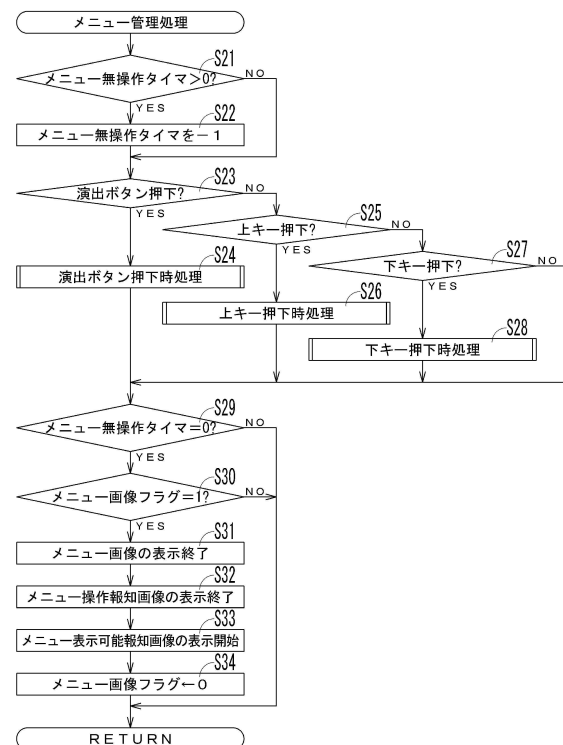 メニュー管理処理
S21
メニュー無操作タイマ>0?
NO
YES
S22
メニュー無操作タイマを－1
S23
演出ボタン押下?
NO
YES
S25
上キー押下?
NO
YES
S27
下キー押下?
NO
YES
S24
演出ボタン押下時処理
S26
上キー押下時処理
S28
下キー押下時処理
S29
メニュー無操作タイマ=0?
NO
YES
S30
メニュー画像フラグ=1?
NO
YES
S31
メニュー画像の表示終了
S32
メニュー操作報知画像の表示終了
S33
メニュー表示可能報知画像の表示開始
S34
メニュー画像フラグ←0
RETURN